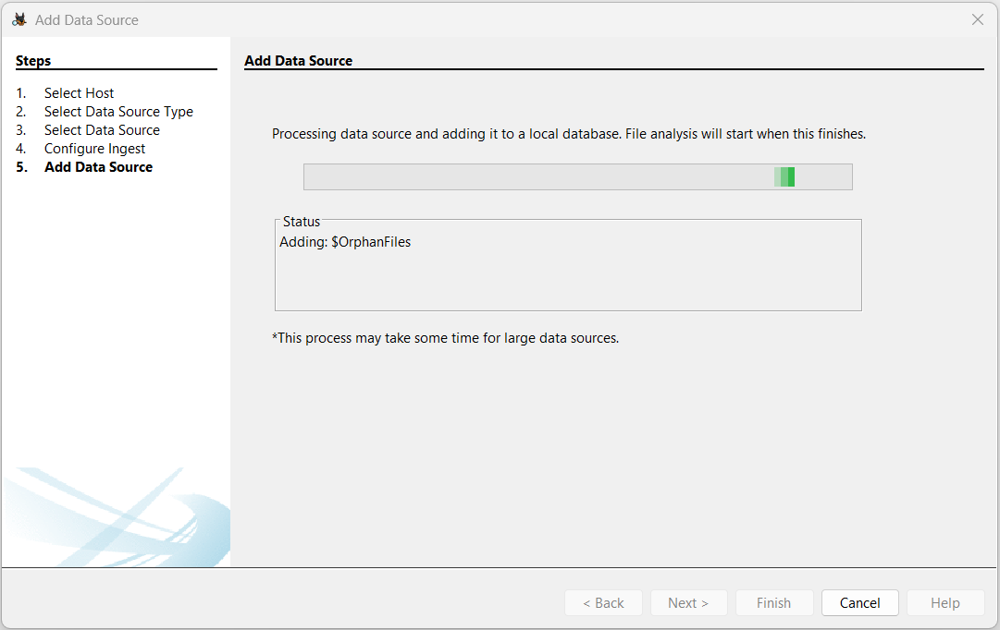 Add Data Source
Steps
1. Select Host
2. Select Data Source Type
3. Select Data Source
4. Configure Ingest
5. Add Data Source
Add Data Source
Processing data source and adding it to a local database. File analysis will start when this finishes.
Status
Adding: $OrphanFiles
*This process may take some time for large data sources.
< Back Next > Finish Cancel Help